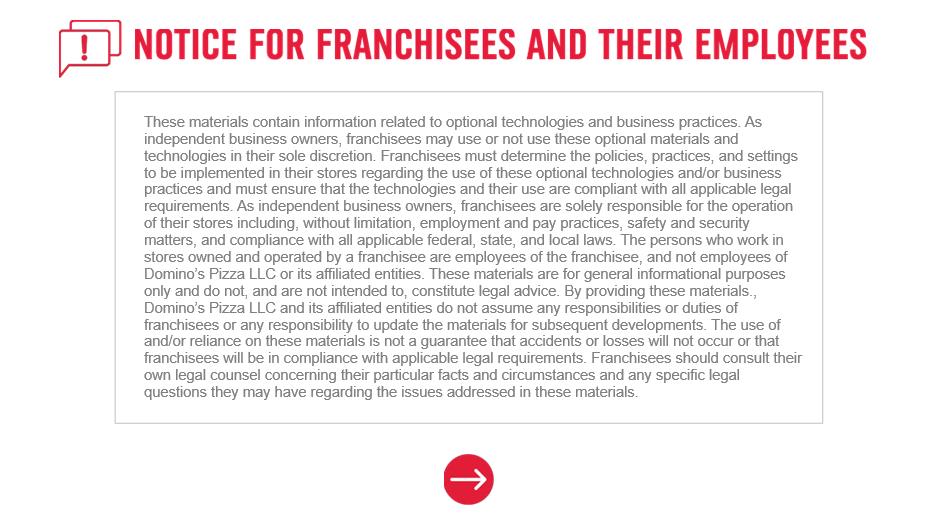 NOTICE FOR FRANCHISEES AND THEIR EMPLOYEES
These materials contain information related to optional technologies and business practices. As
independent business owners, franchisees may use or not use these optional materials and
technologies in their sole discretion. Franchisees must determine the policies, practices, and settings
to be implemented in their stores regarding the use of these optional technologies and/or business
practices and must ensure that the technologies and their use are compliant with all applicable legal
requirements. As independent business owners, franchisees are solely responsible for the operation
of their stores including, without limitation, employment and pay practices, safety and security
matters, and compliance with all applicable federal, state, and local laws. The persons who work in
stores owned and operated by a franchisee are employees of the franchisee, and not employees of
Domino’s Pizza LLC or its affiliated entities. These materials are for general informational purposes
only and do not, and are not intended to, constitute legal advice. By providing these materials.,
Domino’s Pizza LLC and its affiliated entities do not assume any responsibilities or duties of
franchisees or any responsibility to update the materials for subsequent developments. The use of
and/or reliance on these materials is not a guarantee that accidents or losses will not occur or that
franchisees will be in compliance with applicable legal requirements. Franchisees should consult their
own legal counsel concerning their particular facts and circumstances and any specific legal
questions they may have regarding the issues addressed in these materials.